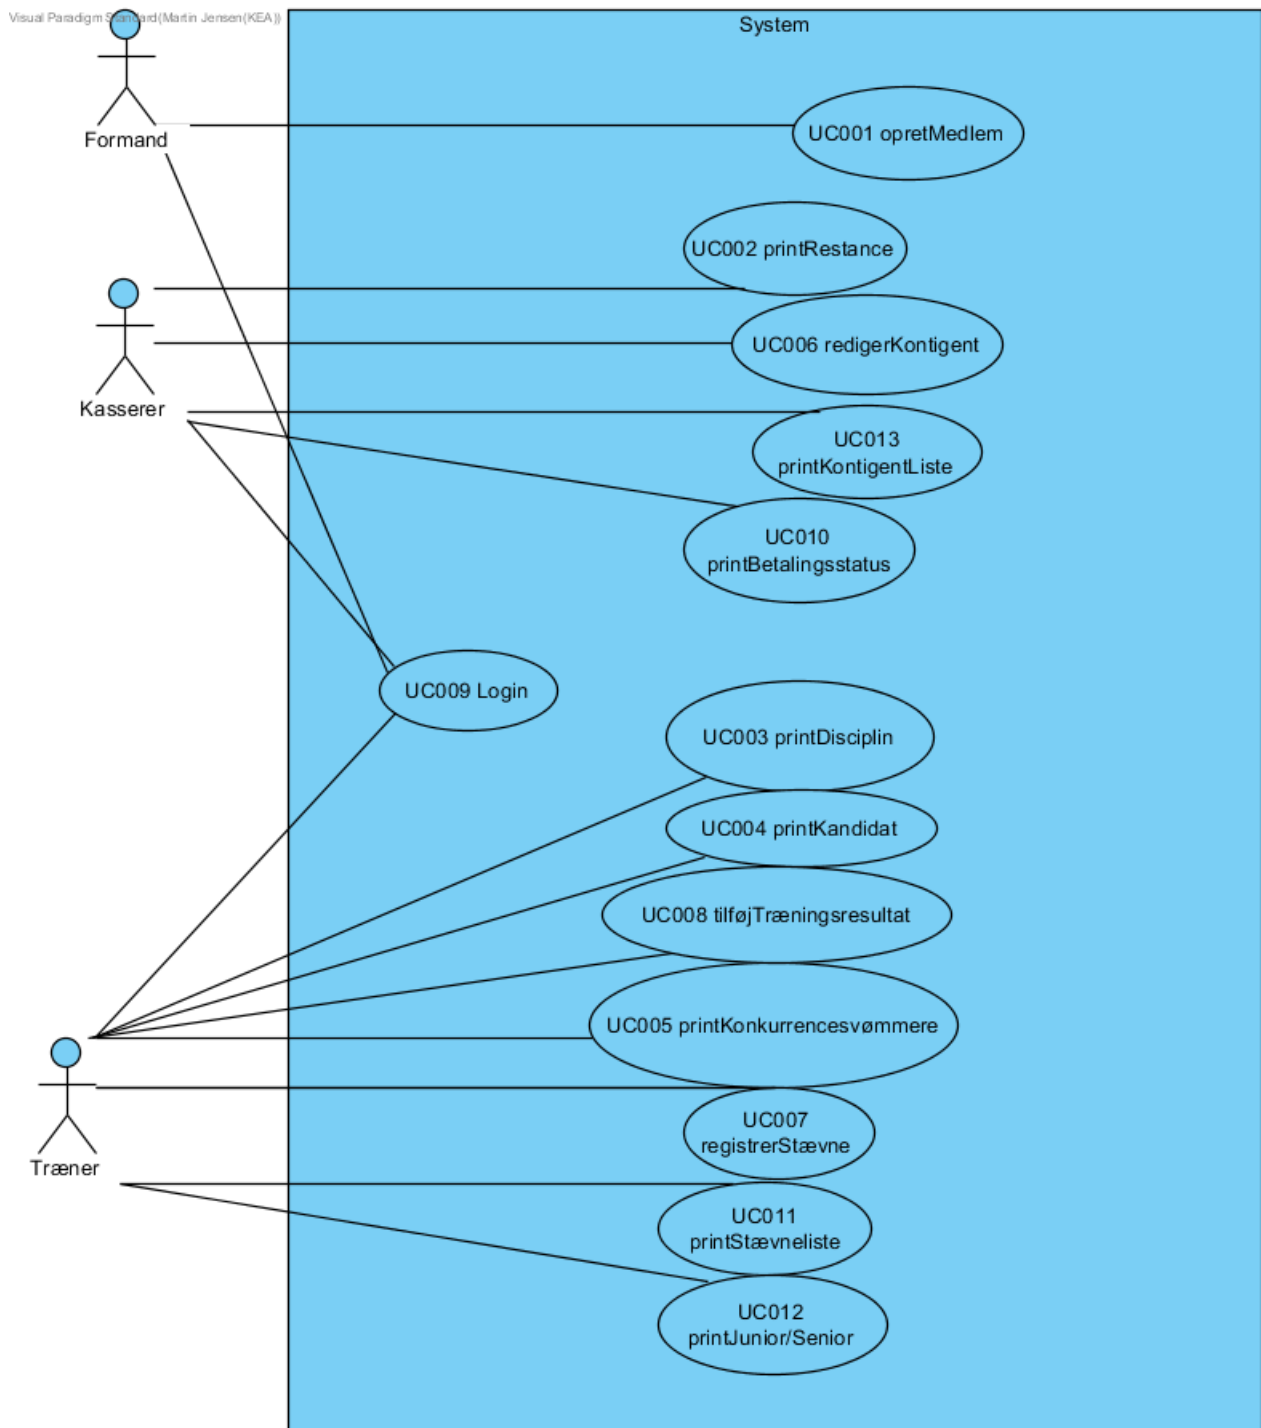 Visual Paradigm Standard(Martin Jensen(KEA))
System
Formand
UC001 opretMedlem
UC002 printRestance
UC006 redigerKontigent
Kasserer
UC013
printKontigentListe
UC010
printBetalingsstatus
UC009 Login
UC003 printDisciplin
UC004 printKandidat
UC008 tilføjTræningsresultat
UC005 printKonkurrencesvømmere
UC007
registrerStævne
Træner
UC011
printStævneliste
UC012
printJunior/Senior